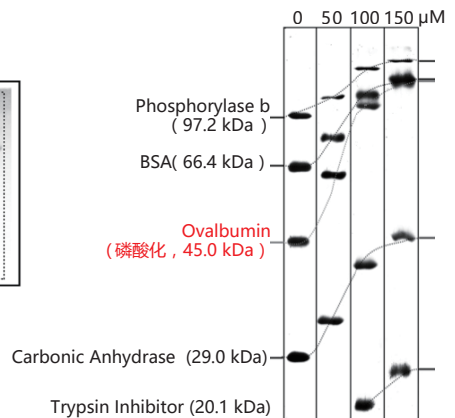 0 50 100 150 μM
Phosphorylase b
( 97.2 kDa )
BSA( 66.4 kDa )
Ovalbumin
(磷酸化，45.0 kDa )
Carbonic Anhydrase (29.0 kDa)
Trypsin Inhibitor (20.1 kDa)